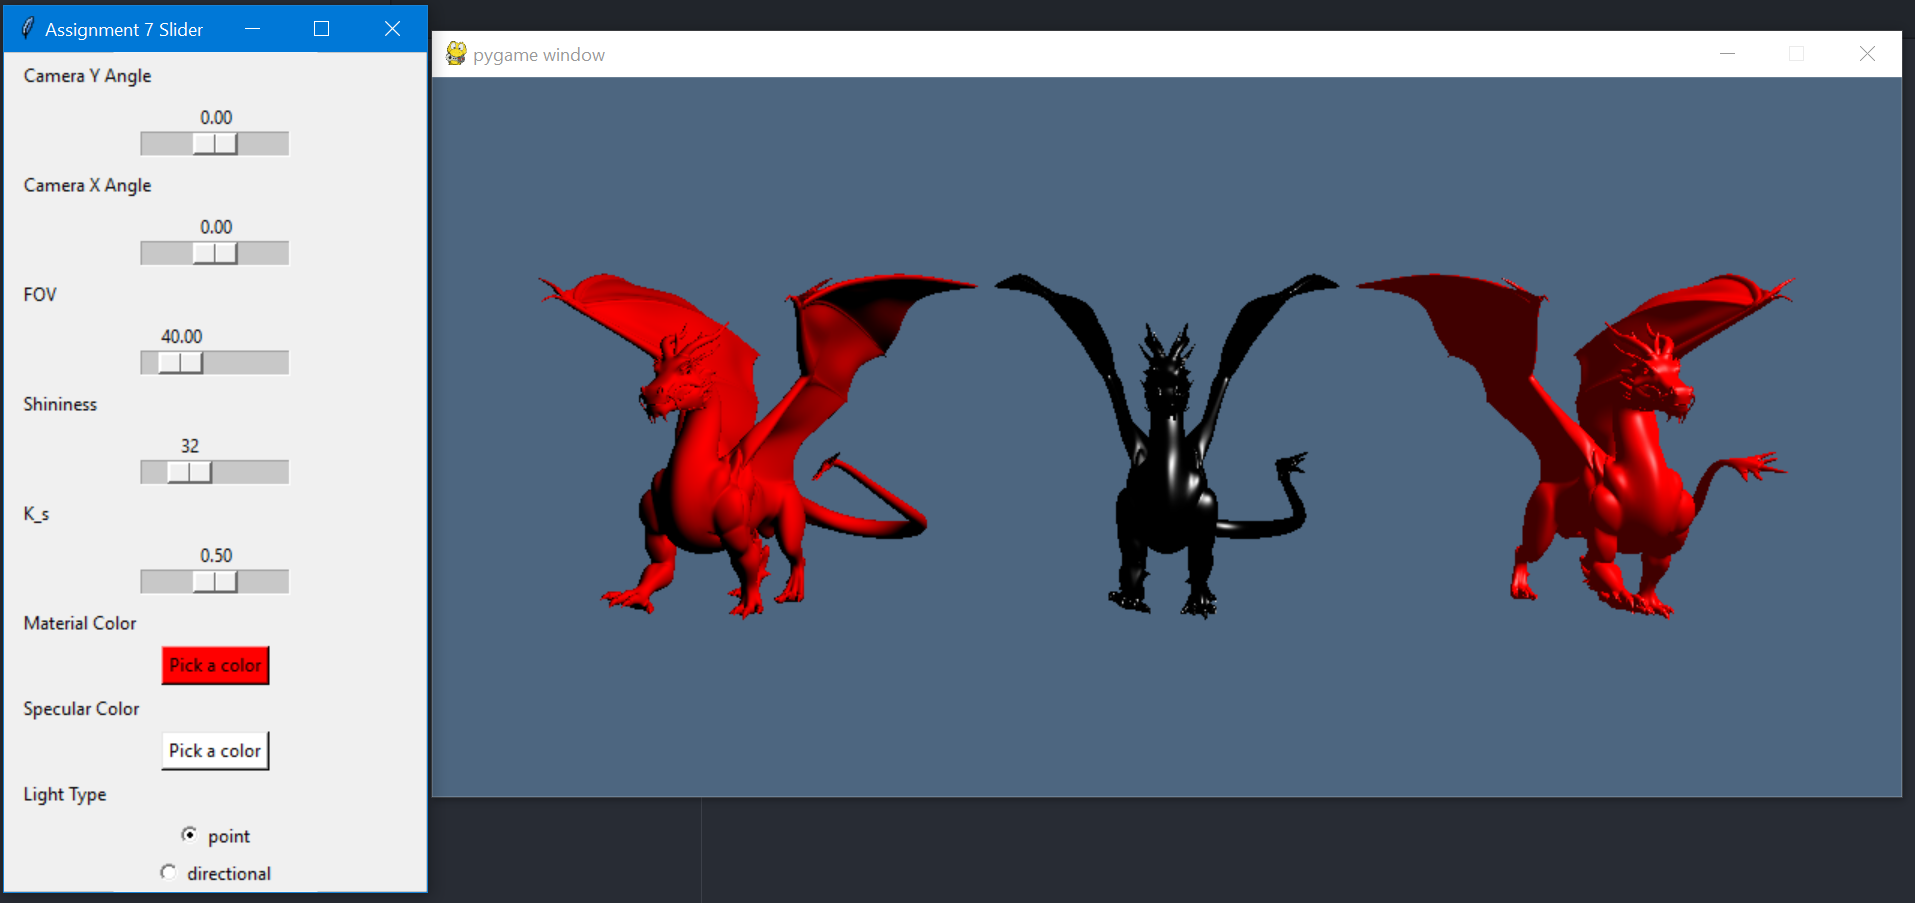 Assignment 7 Slider
Camera Y Angle
0.00
Camera X Angle
0.00
FOV
40.00
Shininess
32
K_s
0.50
Material Color
Pick a color
Specular Color
Pick a color
Light Type
point
directional
pygame window